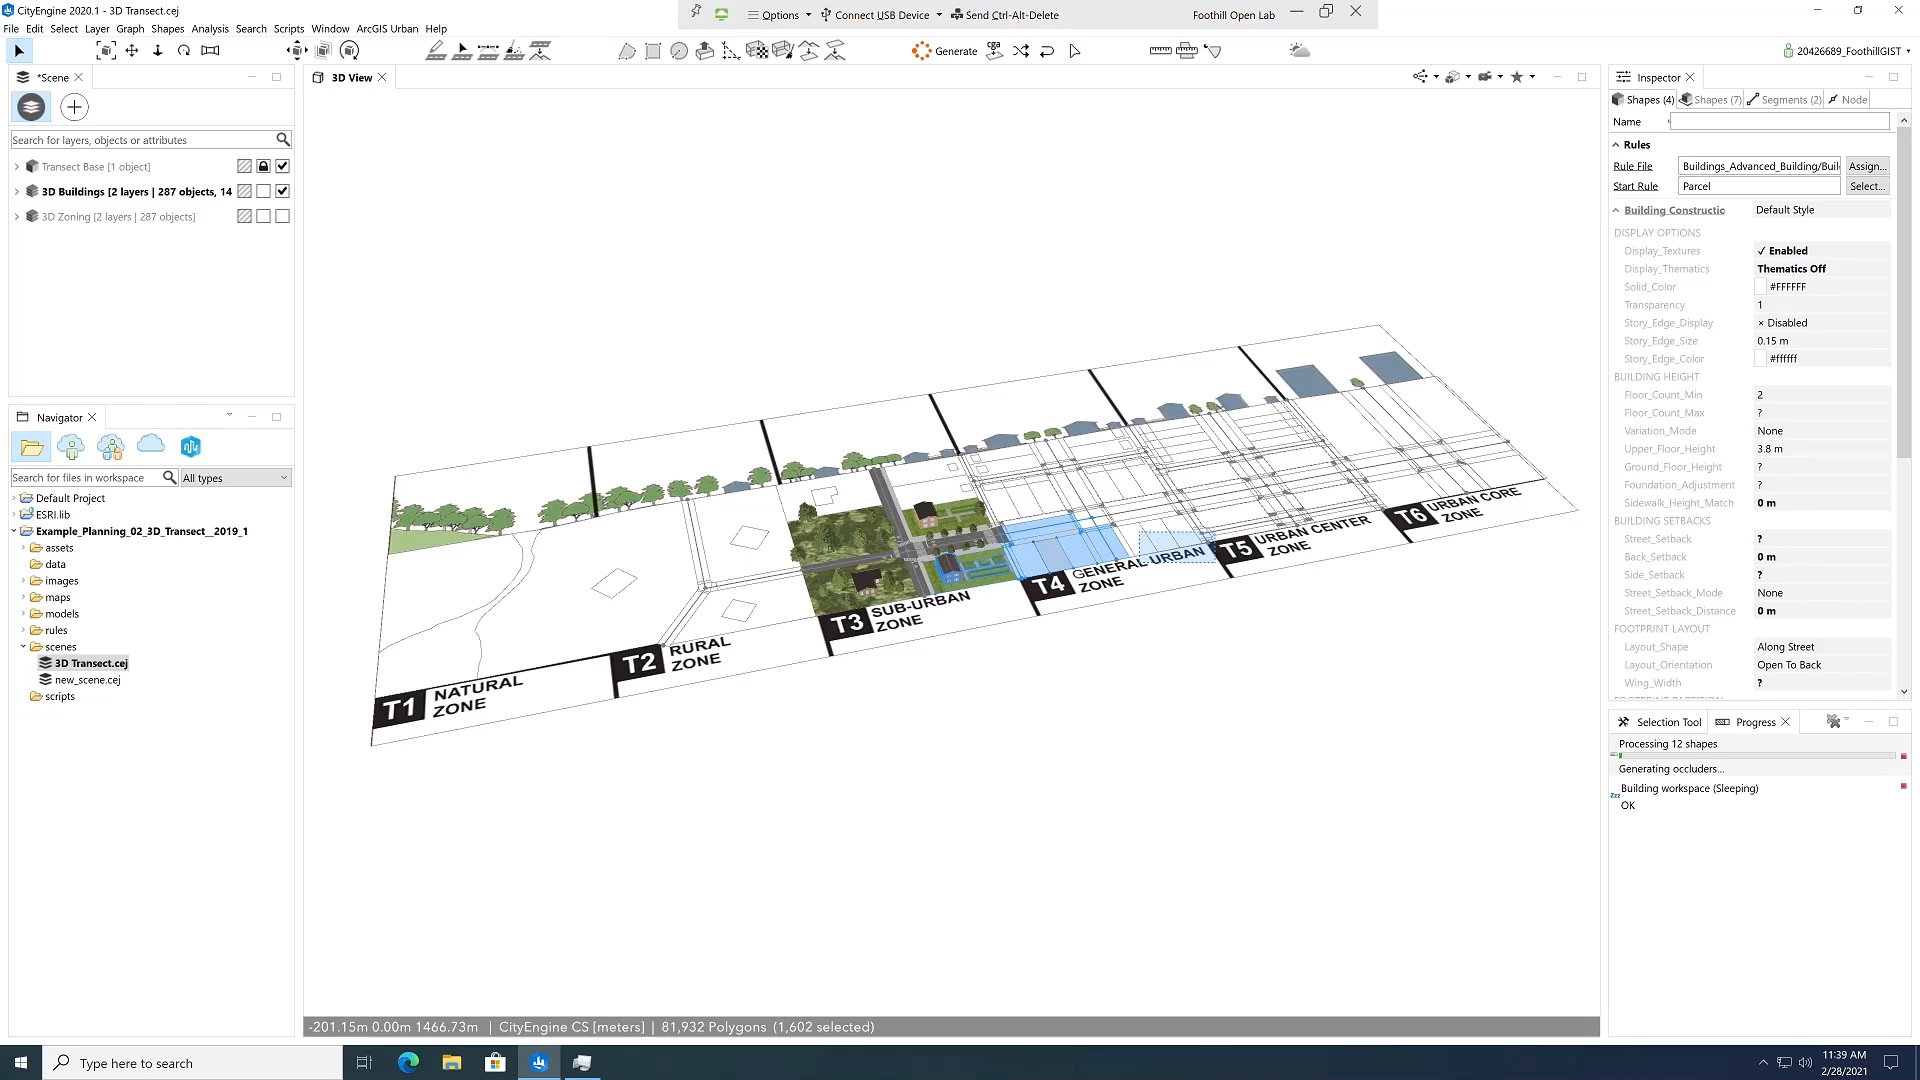 CityEngine 2020.1 - 3D Transect.cej
Options
Connect USB Device
Send Ctrl-Alt-Delete
Foothill Open Lab
File Edit Select Layer Graph Shapes Analysis Search Scripts Window ArcGIS Urban Help
Generate
20426689_FoothillGIST
*Scene
Search for layers, objects or attributes
Transect Base [1 object]
3D Buildings [2 layers | 287 objects, 14
3D Zoning [2 layers | 287 objects]
Navigator
Search for files in workspace
All types
Default Project
ESRI.lib
Example_Planning_02_3D_Transect__2019_1
assets
data
images
maps
models
rules
scenes
3D Transect.cej
new_scene.cej
scripts
3D View
T1 NATURAL ZONE
T2 RURAL ZONE
T3 SUB-URBAN ZONE
T4 GENERAL URBAN ZONE
T5 URBAN CENTER ZONE
T6 URBAN CORE ZONE
-201.15m 0.00m 1466.73m | CityEngine CS [meters] | 81,932 Polygons (1,602 selected)
Inspector
Shapes (4) Shapes (7) Segments (2) Node
Name
Rules
Rule File Buildings_Advanced_Building/Buil Assign...
Start Rule Parcel Select...
Building Constructio Default Style
DISPLAY OPTIONS
Display_Textures ✓ Enabled
Display_Thematics Thematics Off
Solid_Color #FFFFFF
Transparency 1
Story_Edge_Display × Disabled
Story_Edge_Size 0.15 m
Story_Edge_Color #ffffff
BUILDING HEIGHT
Floor_Count_Min 2
Floor_Count_Max ?
Variation_Mode None
Upper_Floor_Height 3.8 m
Ground_Floor_Height ?
Foundation_Adjustment ?
Sidewalk_Height_Match 0 m
BUILDING SETBACKS
Street_Setback ?
Back_Setback 0 m
Side_Setback ?
Street_Setback_Mode None
Street_Setback_Distance 0 m
FOOTPRINT LAYOUT
Layout_Shape Along Street
Layout_Orientation Open To Back
Wing_Width ?
Selection Tool Progress
Processing 12 shapes
Generating occluders...
Building workspace (Sleeping)
Zzz
OK
Type here to search
11:39 AM
2/28/2021